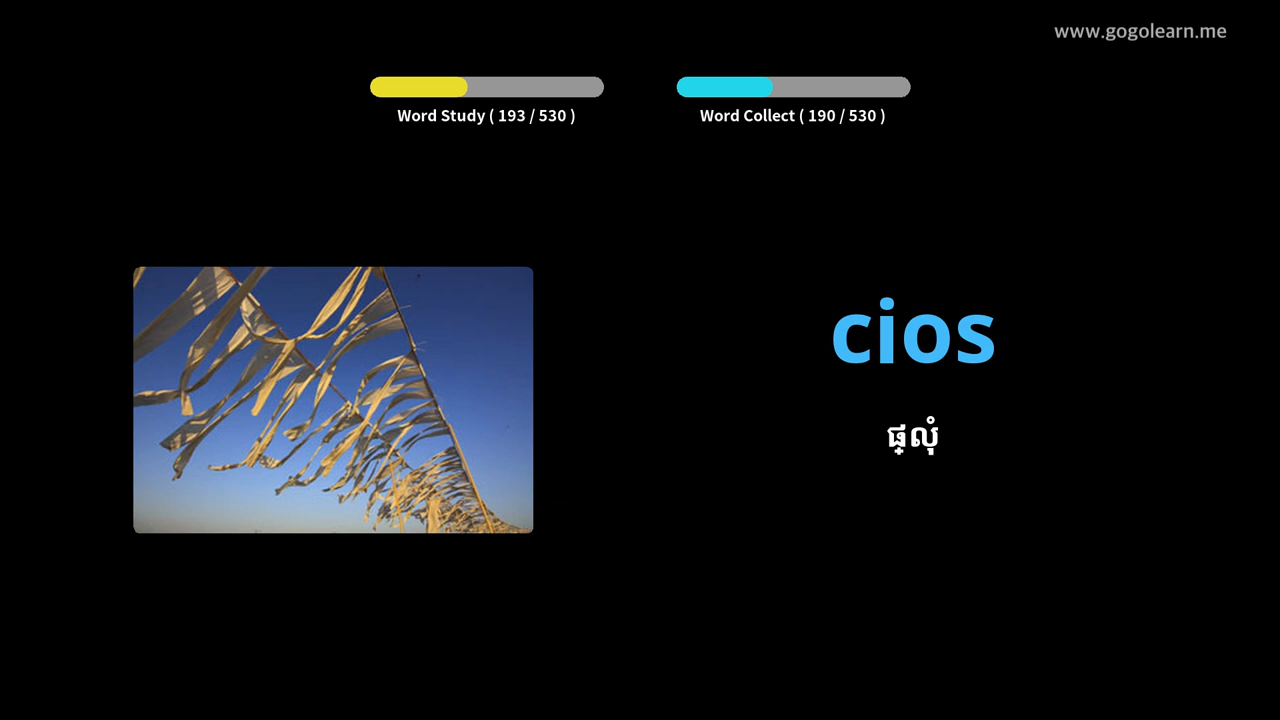 www.gogolearn.me
Word Study ( 193 / 530 )
Word Collect ( 190 / 530 )
cios
ផ្លុំ